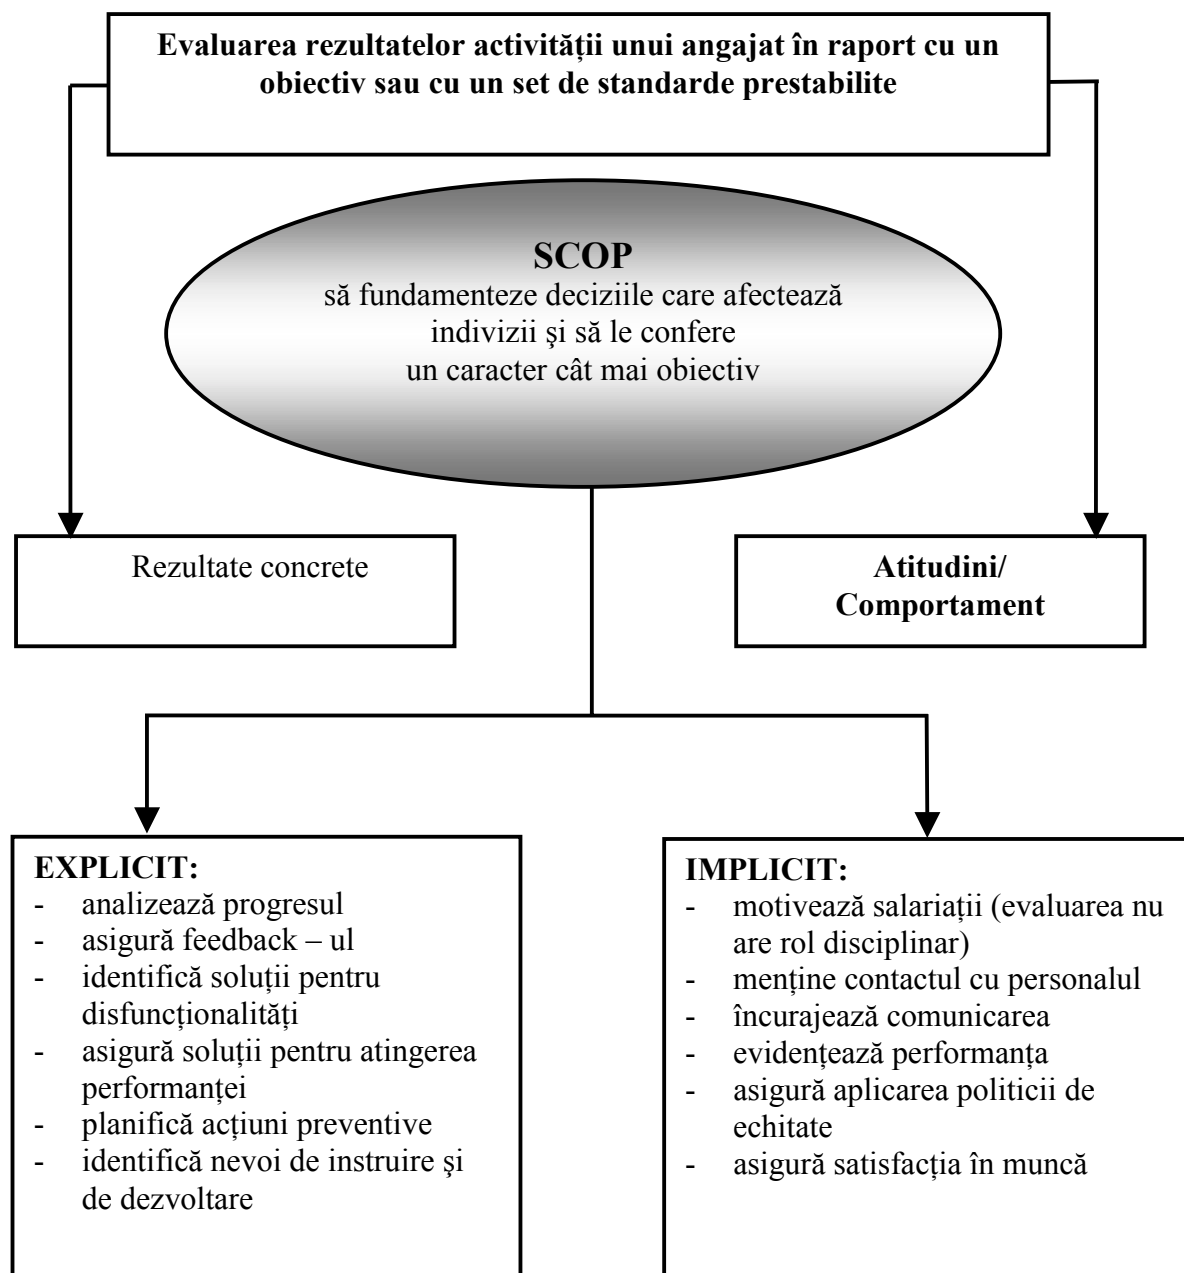 Evaluarea rezultatelor activității unui angajat în raport cu un
obiectiv sau cu un set de standarde prestabilite
SCOP
să fundamenteze deciziile care afectează
indivizii şi să le confere
un caracter cât mai obiectiv
Rezultate concrete
Atitudini/
Comportament
EXPLICIT:
- analizează progresul
- asigură feedback – ul
- identifică soluții pentru
disfuncționalități
- asigură soluții pentru atingerea
performanței
- planifică acțiuni preventive
- identifică nevoi de instruire şi
de dezvoltare
IMPLICIT:
- motivează salariații (evaluarea nu
are rol disciplinar)
- menține contactul cu personalul
- încurajează comunicarea
- evidențează performanța
- asigură aplicarea politicii de
echitate
- asigură satisfacția în muncă